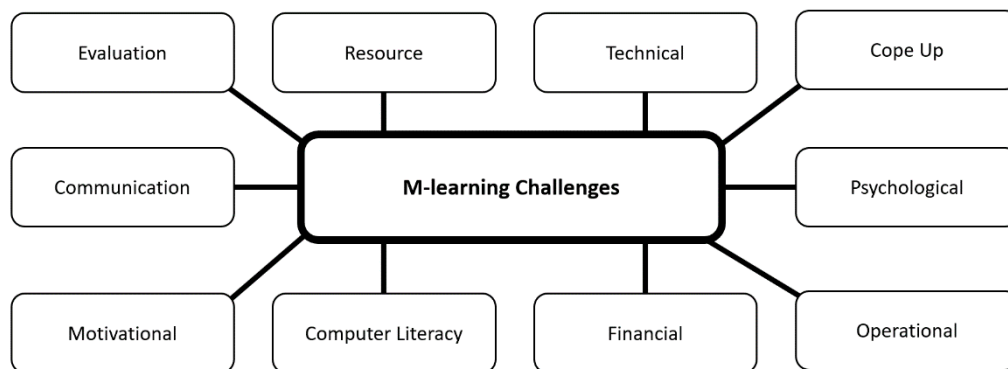 Evaluation
Resource
Technical
Cope Up
Communication
M-learning Challenges
Psychological
Motivational
Computer Literacy
Financial
Operational